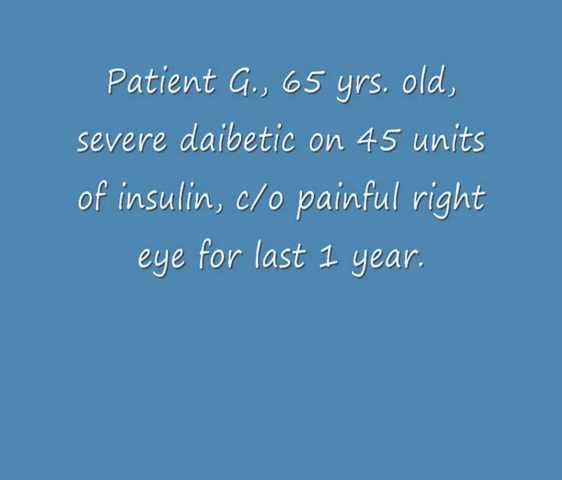 Patient G., 65 yrs. old,
severe daibetic on 45 units
of insulin, c/o painful right
eye for last 1 year.